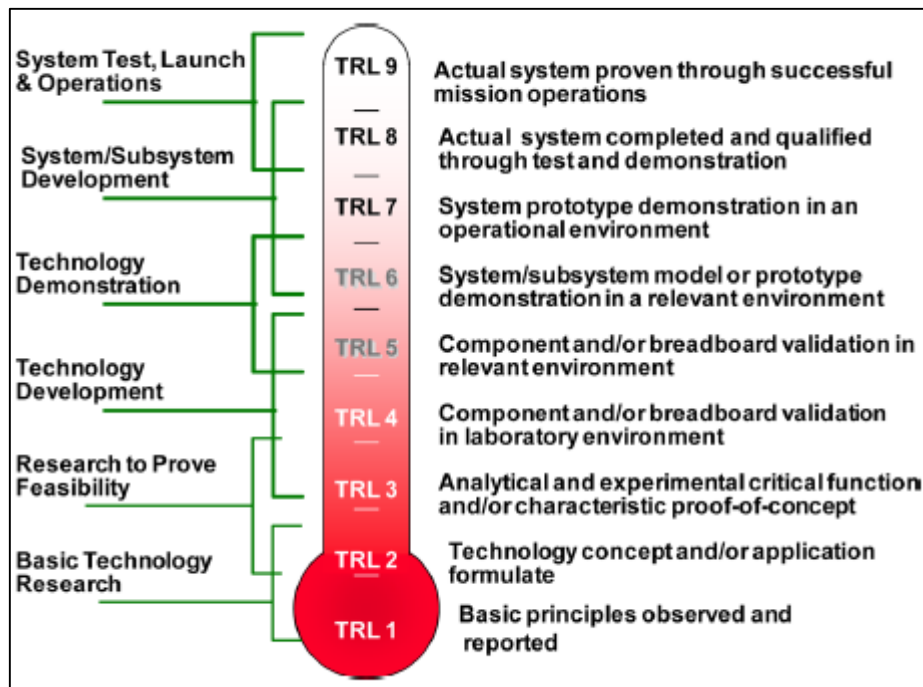 System Test, Launch
& Operations
System/Subsystem
Development
Technology
Demonstration
Technology
Development
Research to Prove
Feasibility
Basic Technology
Research
TRL 9
TRL 8
TRL 7
TRL 6
TRL 5
TRL 4
TRL 3
TRL 2
TRL 1
Actual system proven through successful
mission operations
Actual system completed and qualified
through test and demonstration
System prototype demonstration in an
operational environment
System/subsystem model or prototype
demonstration in a relevant environment
Component and/or breadboard validation in
relevant environment
Component and/or breadboard validation
in laboratory environment
Analytical and experimental critical function
and/or characteristic proof-of-concept
Technology concept and/or application
formulate
Basic principles observed and
reported